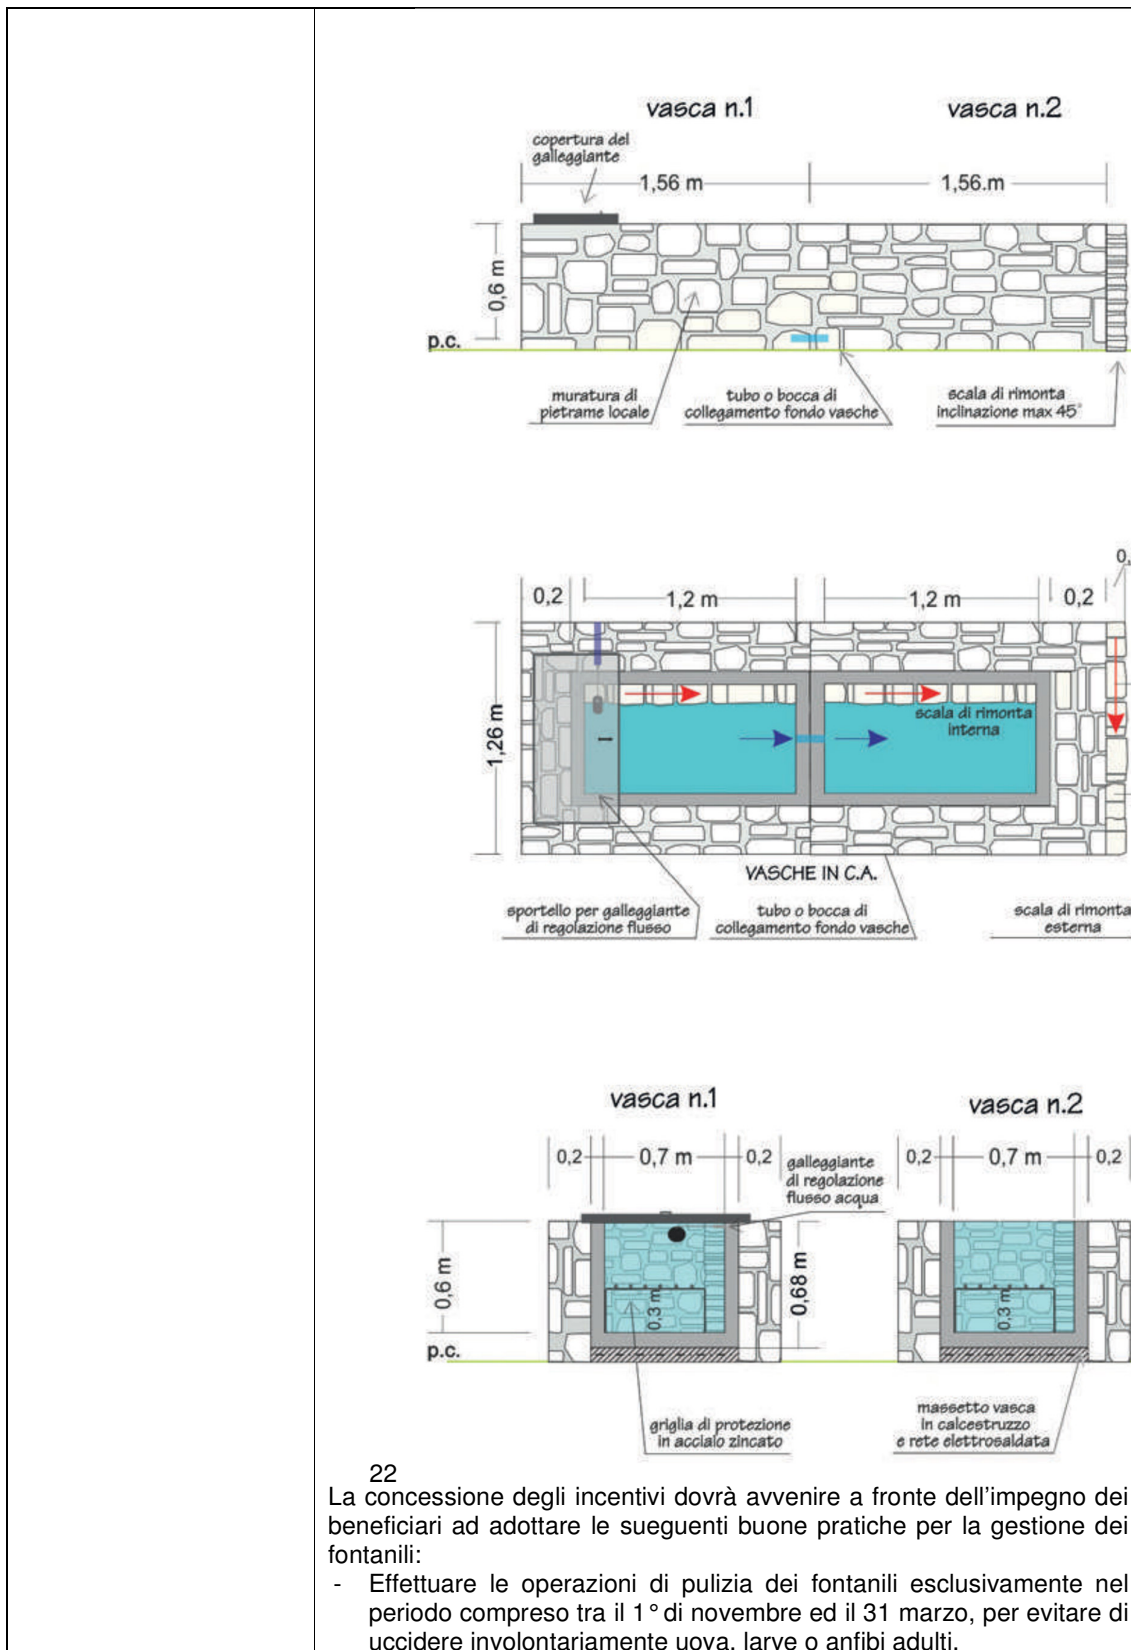 vasca n.1
vasca n.2
copertura del
galleggiante
1,56 m
1,56.m
0,6 m
p.c.
muratura di
pietrame locale
tubo o bocca di
collegamento fondo vasche
scala di rimonta
inclinazione max 45°
0,
0,2
1,2 m
1,2 m
0,2
1,26 m
scala di rimonta
interna
VASCHE IN C.A.
sportello per galleggiante
di regolazione flusso
tubo o bocca di
collegamento fondo vasche
scala di rimonta
esterna
vasca n.1
vasca n.2
0,2
0,7 m
0,2
galleggiante
di regolazione
flusso acqua
0,2
0,7 m
0,2
0,6 m
0,3 m
0,68 m
0,3 m
p.c.
griglia di protezione
in acciaio zincato
massetto vasca
in calcestruzzo
e rete elettrosaldata
22
La concessione degli incentivi dovrà avvenire a fronte dell'impegno dei
beneficiari ad adottare le sueguenti buone pratiche per la gestione dei
fontanili:
- Effettuare le operazioni di pulizia dei fontanili esclusivamente nel
periodo compreso tra il 1° di novembre ed il 31 marzo, per evitare di
uccidere involontariamente uova, larve o anfibi adulti.